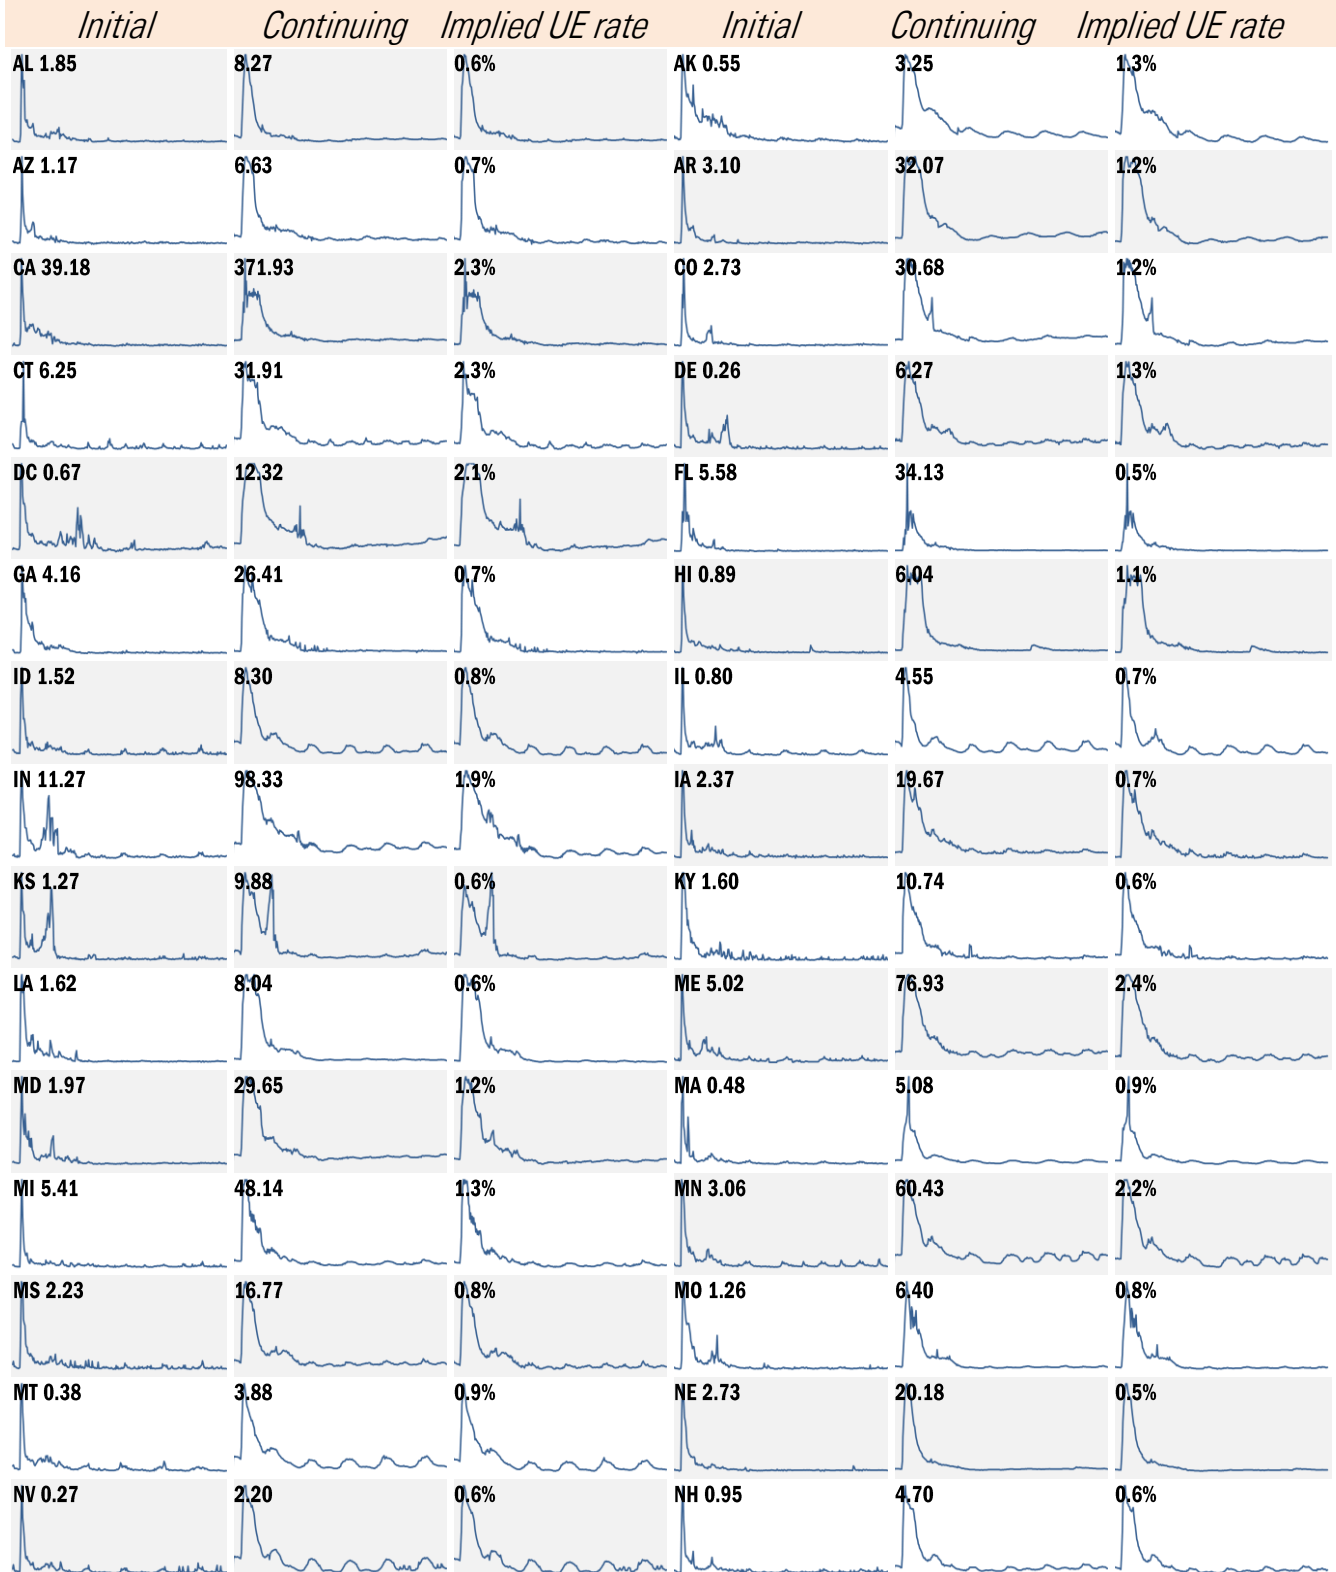 Initial Continuing Implied UE rate Initial Continuing Implied UE rate
AL 1.85 8.27 0.6% AK 0.55 3.25 1.3%
AZ 1.17 6.63 0.7% AR 3.10 32.07 1.2%
CA 39.18 371.93 2.3% CO 2.73 30.68 1.2%
CT 6.25 31.91 2.3% DE 0.26 6.27 1.3%
DC 0.67 12.32 2.1% FL 5.58 34.13 0.5%
GA 4.16 26.41 0.7% HI 0.89 6.04 1.1%
ID 1.52 8.30 0.8% IL 0.80 4.55 0.7%
IN 11.27 98.33 1.9% IA 2.37 19.67 0.7%
KS 1.27 9.88 0.6% KY 1.60 10.74 0.6%
LA 1.62 8.04 0.6% ME 5.02 76.93 2.4%
MD 1.97 29.65 1.2% MA 0.48 5.08 0.9%
MI 5.41 48.14 1.3% MN 3.06 60.43 2.2%
MS 2.23 16.77 0.8% MO 1.26 6.40 0.8%
MT 0.38 3.88 0.9% NE 2.73 20.18 0.5%
NV 0.27 2.20 0.6% NH 0.95 4.70 0.6%